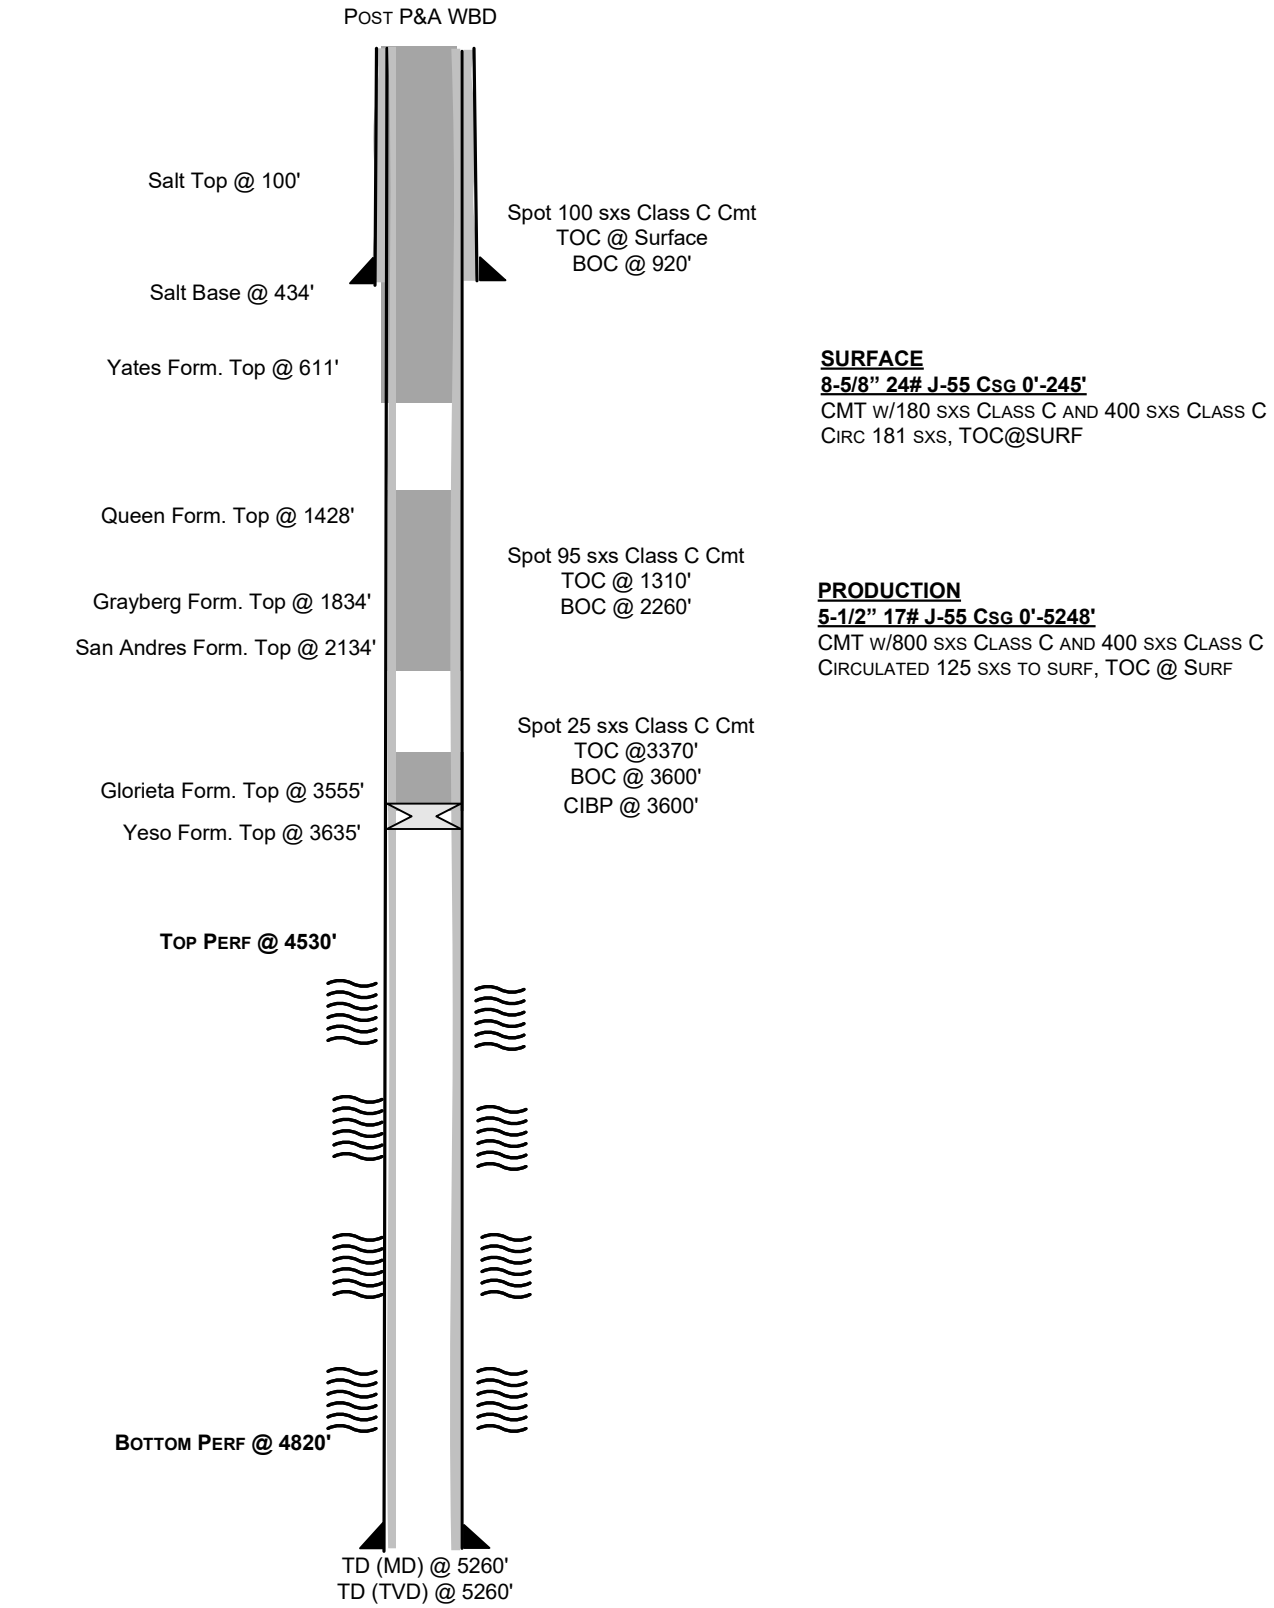 POST P&A WBD
Salt Top @ 100'
Spot 100 sxs Class C Cmt
TOC @ Surface
BOC @ 920'
Salt Base @ 434'
Yates Form. Top @ 611'
SURFACE
8-5/8” 24# J-55 CSG 0'-245'
CMT W/180 SXS CLASS C AND 400 SXS CLASS C
CIRC 181 SXS, TOC@SURF
Queen Form. Top @ 1428'
Spot 95 sxs Class C Cmt
TOC @ 1310'
BOC @ 2260'
Grayberg Form. Top @ 1834'
San Andres Form. Top @ 2134'
PRODUCTION
5-1/2” 17# J-55 CSG 0'-5248'
CMT W/800 SXS CLASS C AND 400 SXS CLASS C
CIRCULATED 125 SXS TO SURF, TOC @ SURF
Spot 25 sxs Class C Cmt
TOC @3370'
BOC @ 3600'
CIBP @ 3600'
Glorieta Form. Top @ 3555'
Yeso Form. Top @ 3635'
TOP PERF @ 4530'
BOTTOM PERF @ 4820'
TD (MD) @ 5260'
TD (TVD) @ 5260'